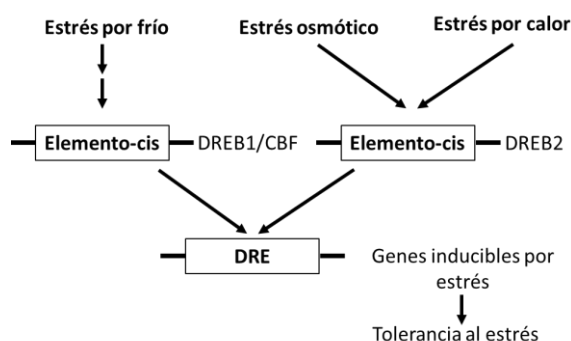 Estrés por frío
Estrés osmótico
Estrés por calor
Elemento-cis
DREB1/CBF
Elemento-cis
DREB2
DRE
Genes inducibles por
estrés
Tolerancia al estrés